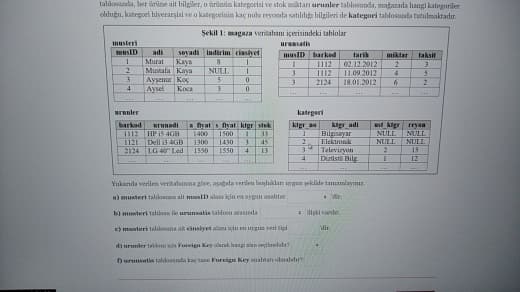 tablosunda, her ürüne ait bilgiler, o ürünün kategorisi ve stok miktarı urunler tablosunda, mağazada hangi kategoriler
olduğu, kategori hiyerarşisi ve o kategorinin kaç nolu reyonda satıldığı bilgileri de kategori tablosunda tutulmaktadır.
Şekil 1: magaza veritabanı içerisindeki tablolar
musteri
musID adi soyadi indirim cinsiyet
1 Murat Kaya 8 1
2 Mustafa Kaya NULL 1
3 Ayşenur Koç 5 0
4 Aysel Koca 3 0
... ... ... ... ...
urunsatis
musID barkod tarih miktar taksit
1 1112 02.12.2012 2 3
3 1112 11.09.2012 4 5
3 2124 18.01.2012 6 2
... ... ... ... ...
urunler
barkod urunadi a_fiyat s_fiyat ktgr stok
1112 HP i5 4GB 1400 1500 1 33
1121 Dell i3 4GB 1300 1430 3 45
2124 LG 40" Led 1550 1550 4 13
kategori
ktgr_no ktgr_adi ust_ktgr reyon
1 Bilgisayar NULL NULL
2 Elektronik NULL NULL
3 Televizyon 2 13
4 Dizüstü Bilg. 1 12
... ... ... ...
Yukarıda verilen veritabanına göre, aşağıda verilen boşlukları uygun şekilde tamamlayınız.
a) musteri tablosunun musID alanı için en uygun anahtar 'dır.
b) musteri tablosu ile urunsatis tablosu arasında ilişki vardır.
c) musteri tablosuna ait cinsiyet alanı için en uygun veri tipi 'dir.
d) urunler tablosu için Foreign Key olarak hangi alan seçilmelidir?
f) urunsatis tablosunda kaç tane Foreign Key anahtarı olmalıdır?